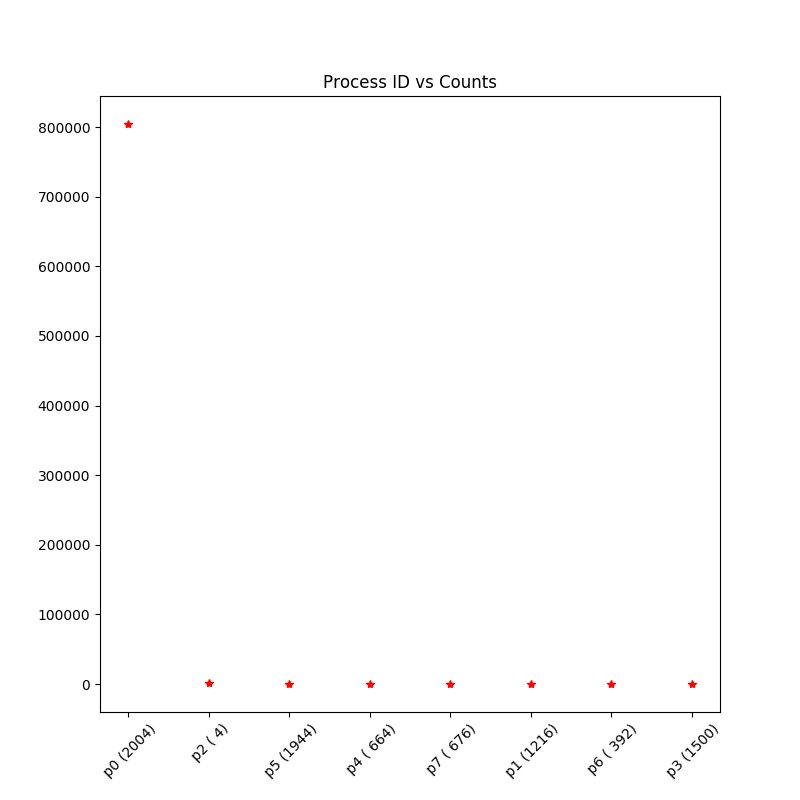 Process ID vs Counts
800000
700000
600000
500000
400000
300000
200000
100000
0
p0 (2004)
p2 ( 4)
p5 (1944)
p4 ( 664)
p7 ( 676)
p1 (1216)
p6 ( 392)
p3 (1500)